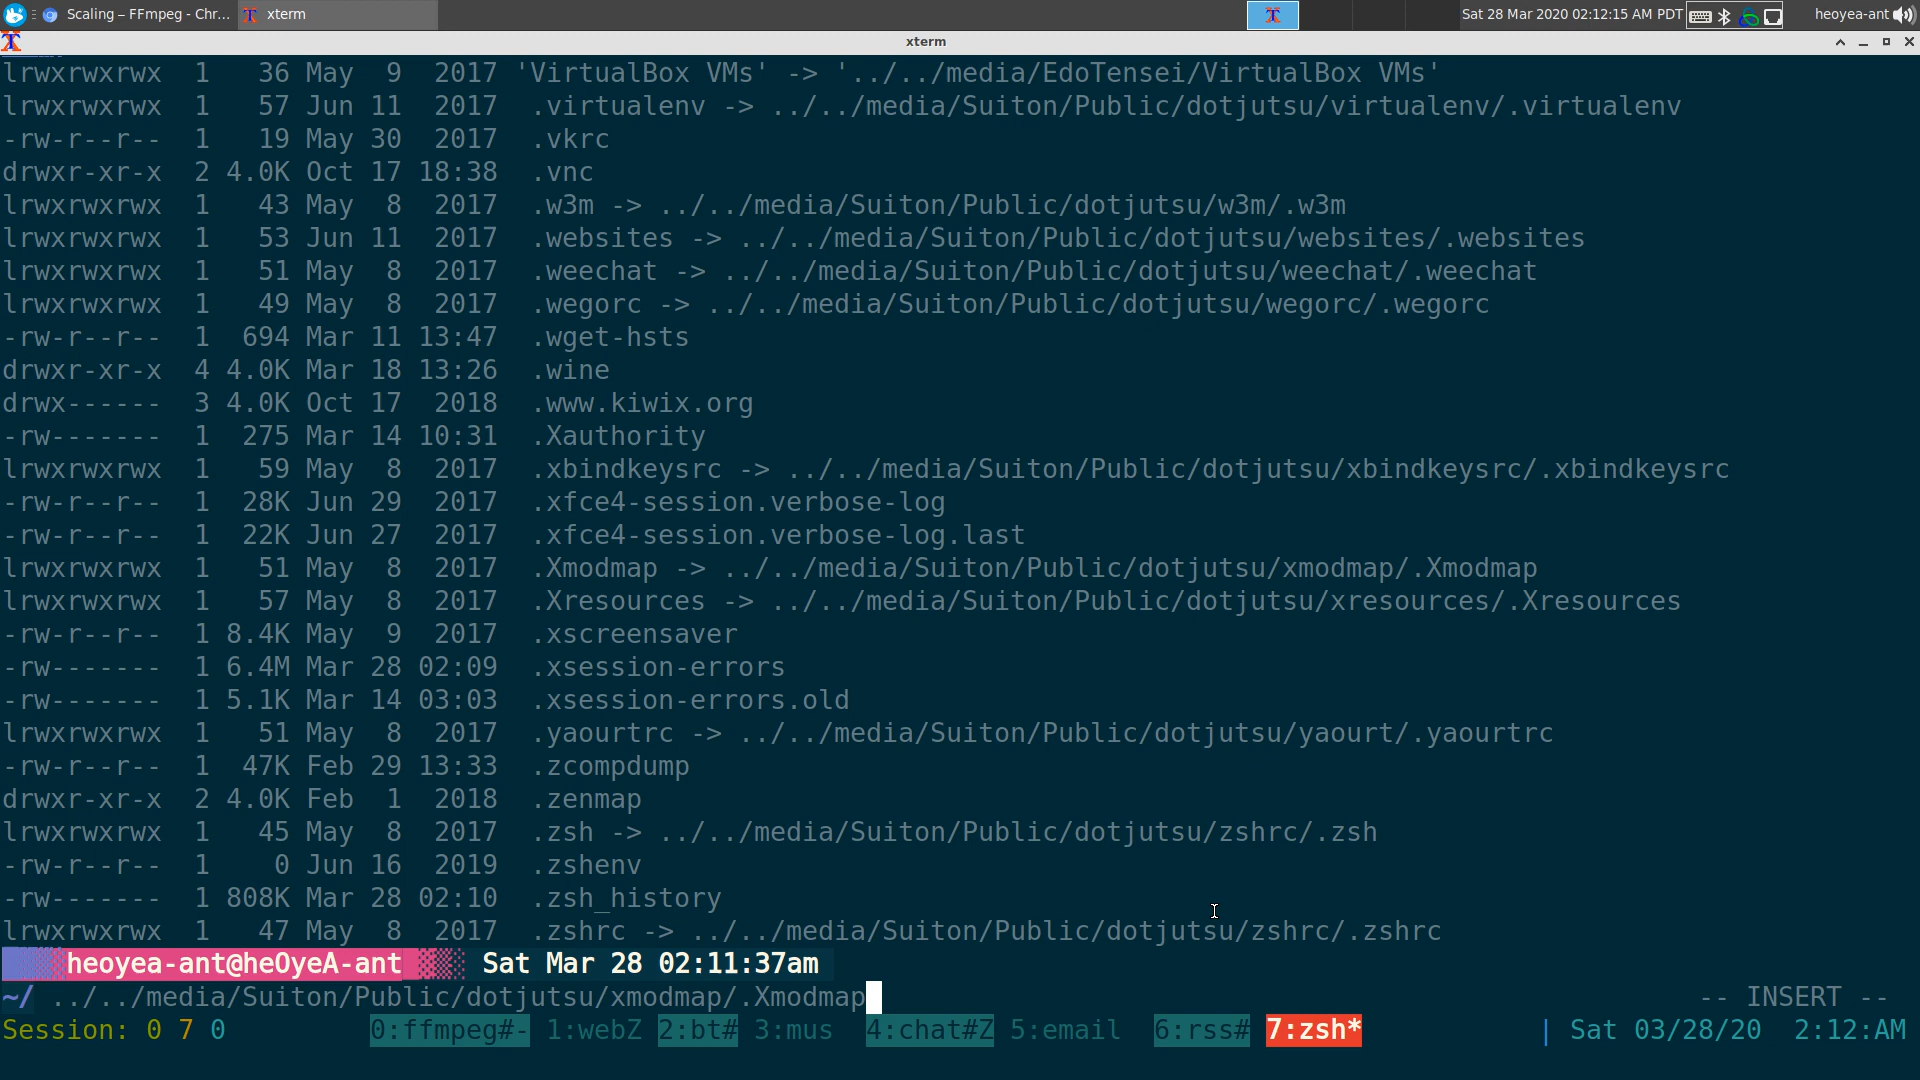 Scaling – FFmpeg - Chr... xterm Sat 28 Mar 2020 02:12:15 AM PDT heoyea-ant
xterm
lrwxrwxrwx  1   36 May  9  2017 'VirtualBox VMs' -> '../../media/EdoTensei/VirtualBox VMs'
lrwxrwxrwx  1   57 Jun 11  2017  .virtualenv -> ../../media/Suiton/Public/dotjutsu/virtualenv/.virtualenv
-rw-r--r--  1   19 May 30  2017  .vkrc
drwxr-xr-x  2 4.0K Oct 17 18:38  .vnc
lrwxrwxrwx  1   43 May  8  2017  .w3m -> ../../media/Suiton/Public/dotjutsu/w3m/.w3m
lrwxrwxrwx  1   53 Jun 11  2017  .websites -> ../../media/Suiton/Public/dotjutsu/websites/.websites
lrwxrwxrwx  1   51 May  8  2017  .weechat -> ../../media/Suiton/Public/dotjutsu/weechat/.weechat
lrwxrwxrwx  1   49 May  8  2017  .wegorc -> ../../media/Suiton/Public/dotjutsu/wegorc/.wegorc
-rw-r--r--  1  694 Mar 11 13:47  .wget-hsts
drwxr-xr-x  4 4.0K Mar 18 13:26  .wine
drwx------  3 4.0K Oct 17  2018  .www.kiwix.org
-rw-------  1  275 Mar 14 10:31  .Xauthority
lrwxrwxrwx  1   59 May  8  2017  .xbindkeysrc -> ../../media/Suiton/Public/dotjutsu/xbindkeysrc/.xbindkeysrc
-rw-r--r--  1  28K Jun 29  2017  .xfce4-session.verbose-log
-rw-r--r--  1  22K Jun 27  2017  .xfce4-session.verbose-log.last
lrwxrwxrwx  1   51 May  8  2017  .Xmodmap -> ../../media/Suiton/Public/dotjutsu/xmodmap/.Xmodmap
lrwxrwxrwx  1   57 May  8  2017  .Xresources -> ../../media/Suiton/Public/dotjutsu/xresources/.Xresources
-rw-r--r--  1 8.4K May  9  2017  .xscreensaver
-rw-------  1 6.4M Mar 28 02:09  .xsession-errors
-rw-------  1 5.1K Mar 14 03:03  .xsession-errors.old
lrwxrwxrwx  1   51 May  8  2017  .yaourtrc -> ../../media/Suiton/Public/dotjutsu/yaourt/.yaourtrc
-rw-r--r--  1  47K Feb 29 13:33  .zcompdump
drwxr-xr-x  2 4.0K Feb  1  2018  .zenmap
lrwxrwxrwx  1   45 May  8  2017  .zsh -> ../../media/Suiton/Public/dotjutsu/zshrc/.zsh
-rw-r--r--  1    0 Jun 16  2019  .zshenv
-rw-------  1 808K Mar 28 02:10  .zsh_history
lrwxrwxrwx  1   47 May  8  2017  .zshrc -> ../../media/Suiton/Public/dotjutsu/zshrc/.zshrc
heoyea-ant@heOyeA-ant Sat Mar 28 02:11:37am
~/ ../../media/Suiton/Public/dotjutsu/xmodmap/.Xmodmap -- INSERT --
Session: 0 7 0 0:ffmpeg#- 1:webZ 2:bt# 3:mus 4:chat#Z 5:email 6:rss# 7:zsh* | Sat 03/28/20 2:12:AM